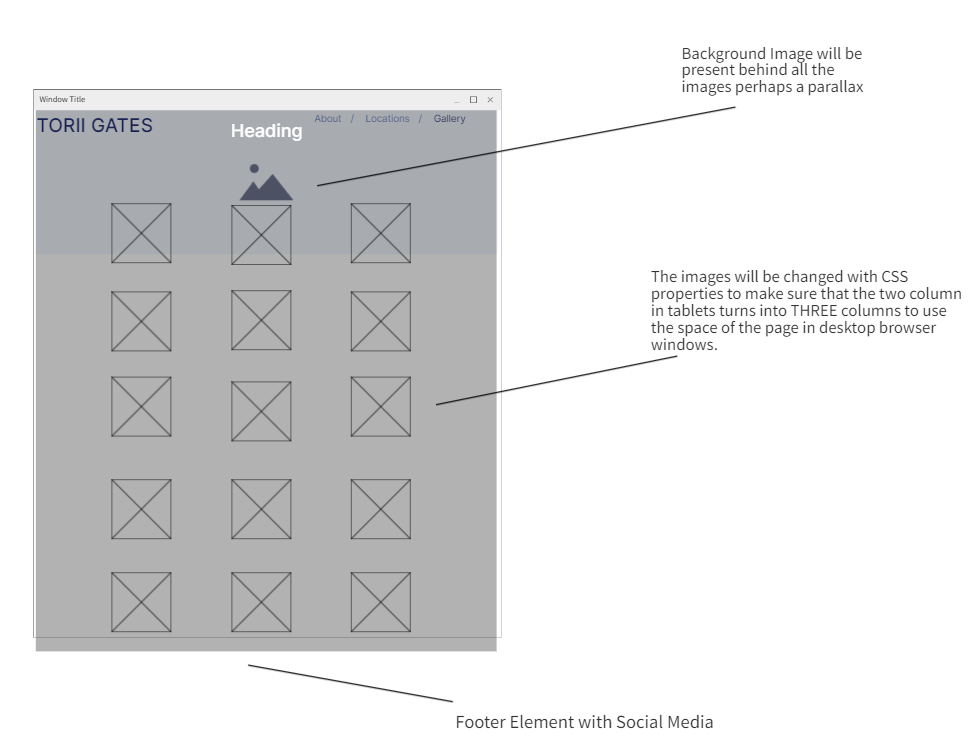 Background Image will be
present behind all the
images perhaps a parallax
Window Title
TORII GATES
Heading
About / Locations / Gallery
The images will be changed with CSS
properties to make sure that the two column
in tablets turns into THREE columns to use
the space of the page in desktop browser
windows.
Footer Element with Social Media